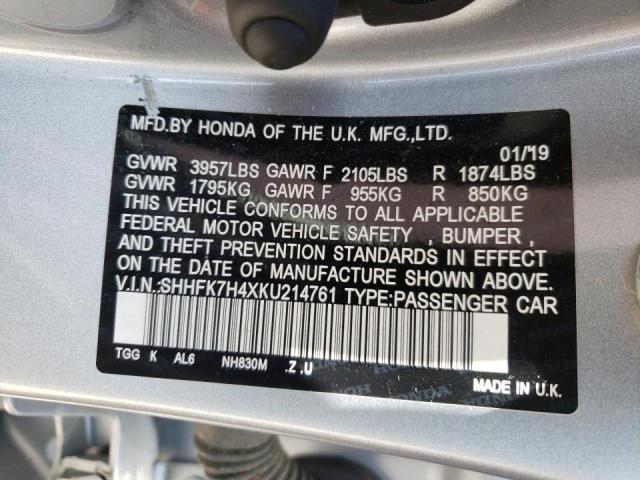 MFD.BY HONDA OF THE U.K. MFG.,LTD.
01/19
GVWR 3957LBS GAWR F 2105LBS R 1874LBS
GVWR 1795KG GAWR F 955KG R 850KG
THIS VEHICLE CONFORMS TO ALL APPLICABLE
FEDERAL MOTOR VEHICLE SAFETY , BUMPER ,
AND THEFT PREVENTION STANDARDS IN EFFECT
ON THE DATE OF MANUFACTURE SHOWN ABOVE.
V.I.N.:SHHFK7H4XKU214761 TYPE:PASSENGER CAR
TGG K AL6 NH830M .Z .U
HONDA
MADE IN U.K.